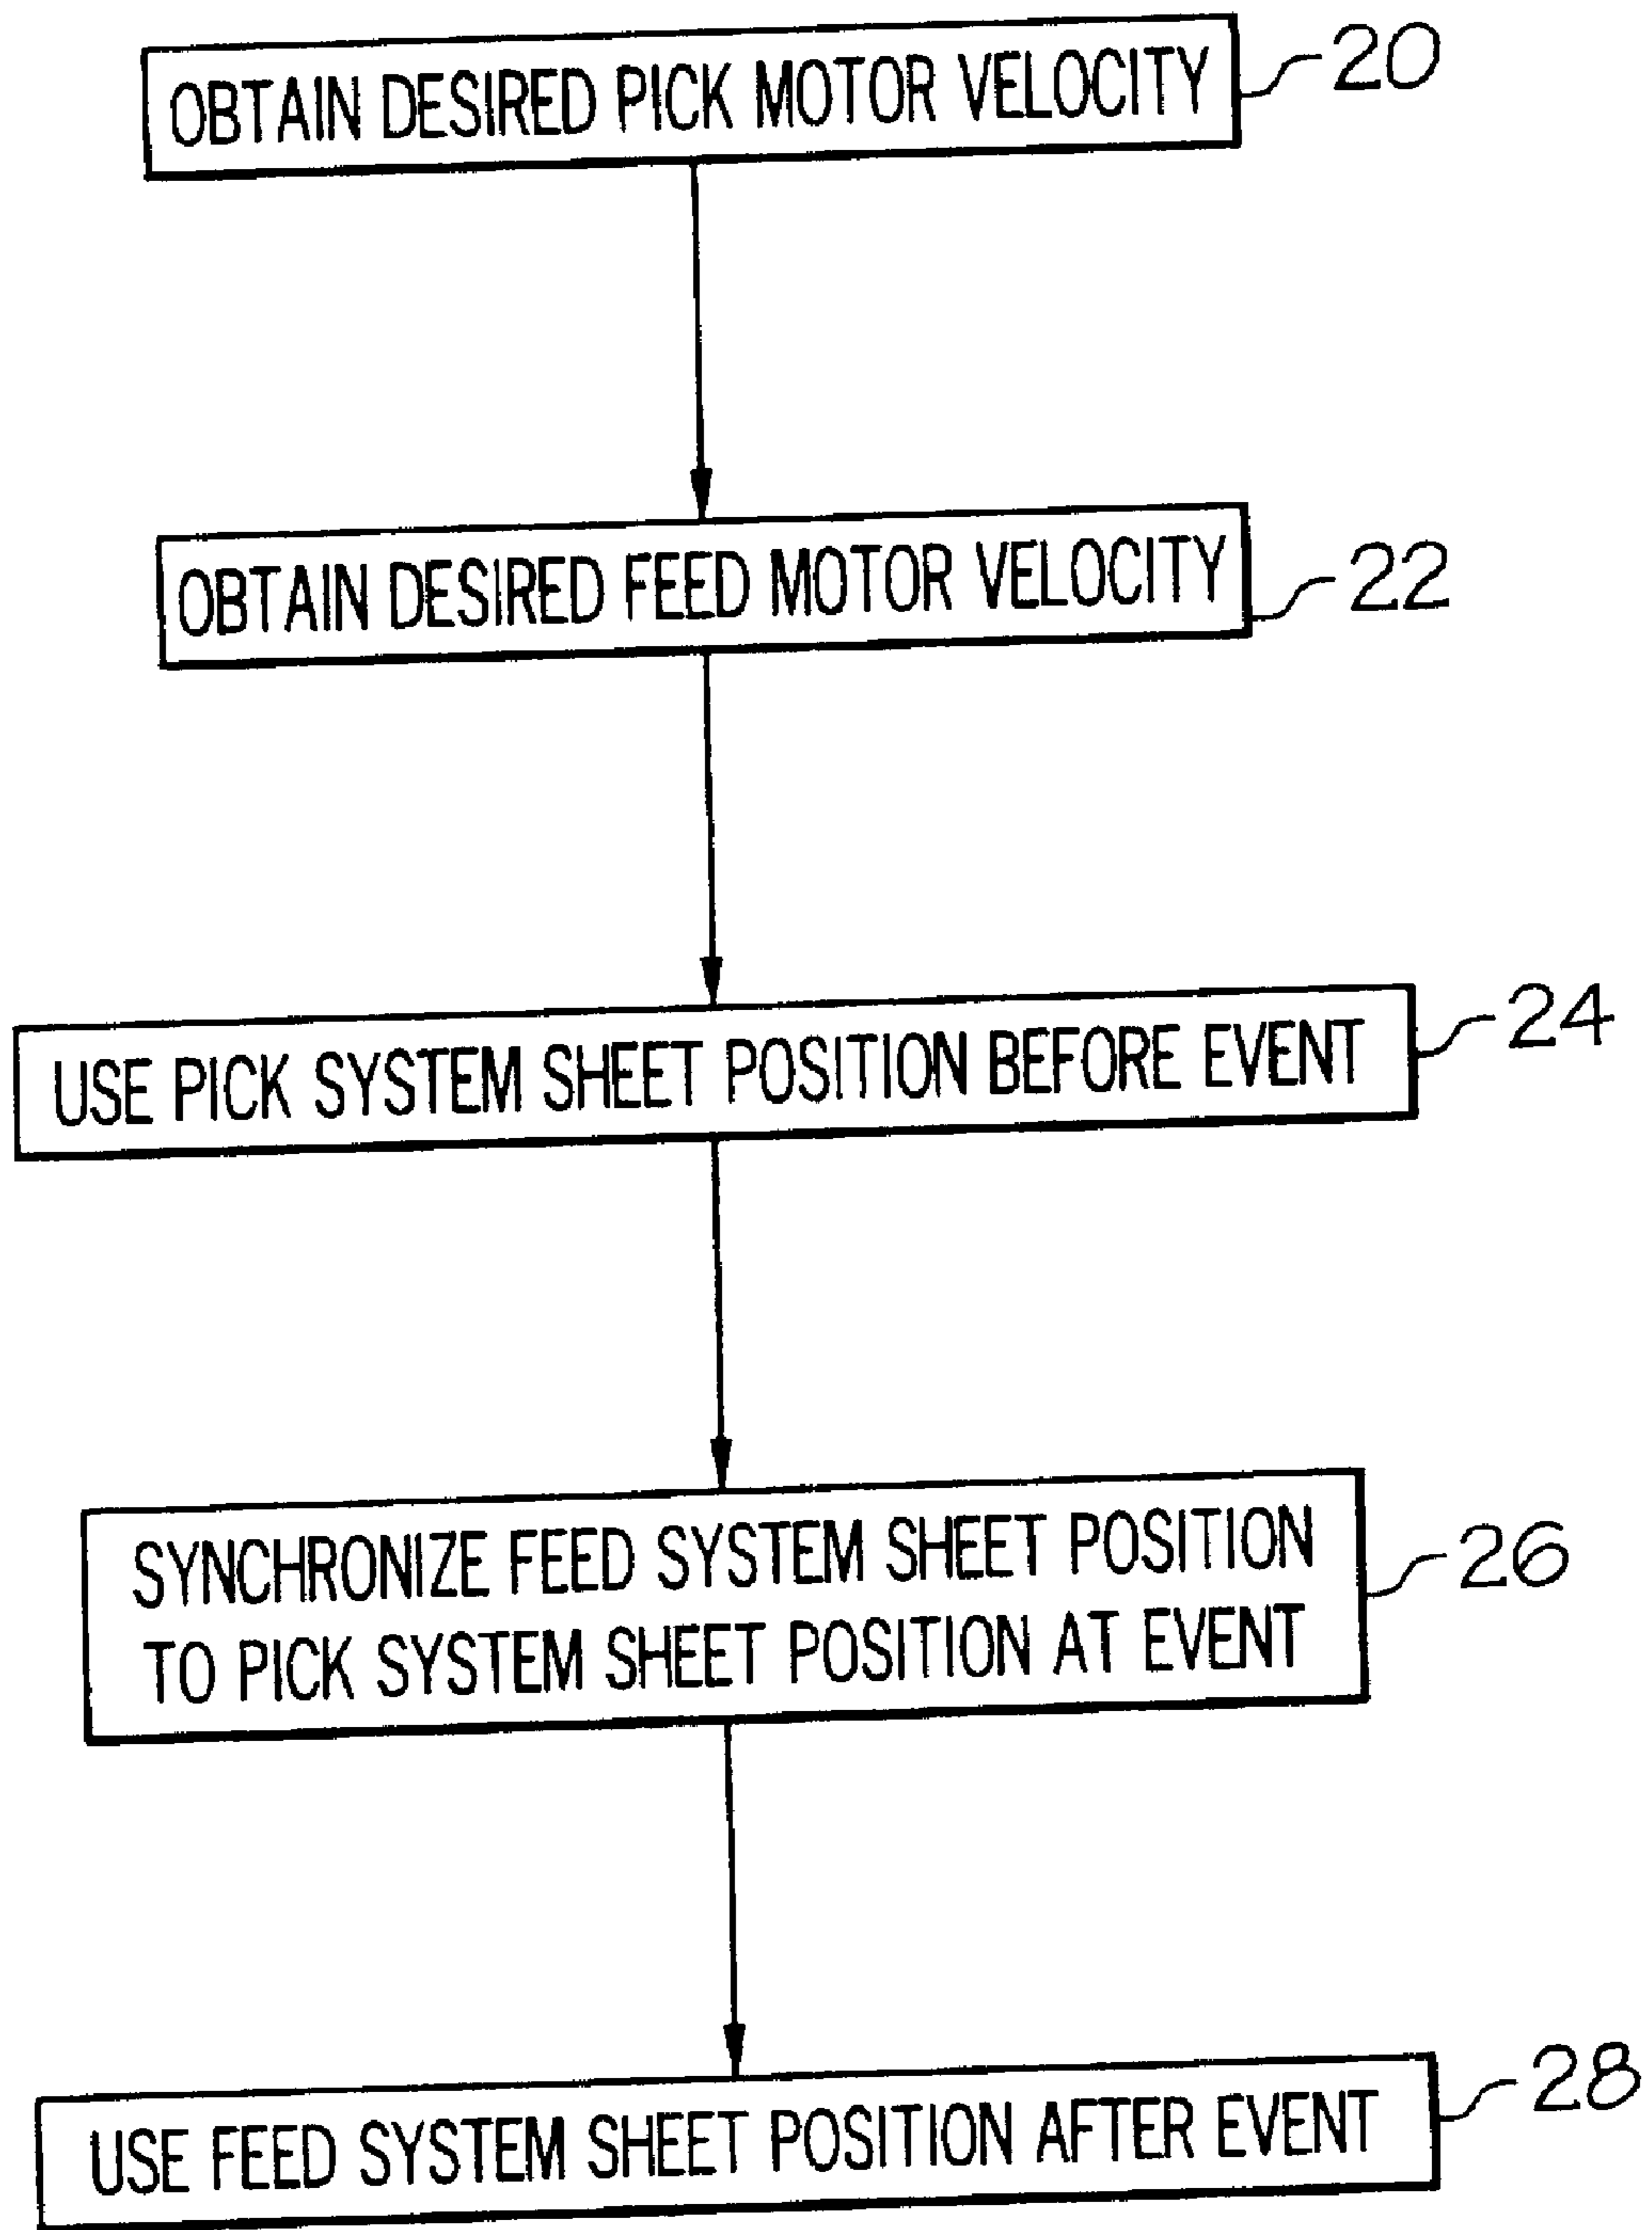 OBTAIN DESIRED PICK MOTOR VELOCITY
20
OBTAIN DESIRED FEED MOTOR VELOCITY
22
USE PICK SYSTEM SHEET POSITION BEFORE EVENT
24
SYNCHRONIZE FEED SYSTEM SHEET POSITION
TO PICK SYSTEM SHEET POSITION AT EVENT
26
USE FEED SYSTEM SHEET POSITION AFTER EVENT
28